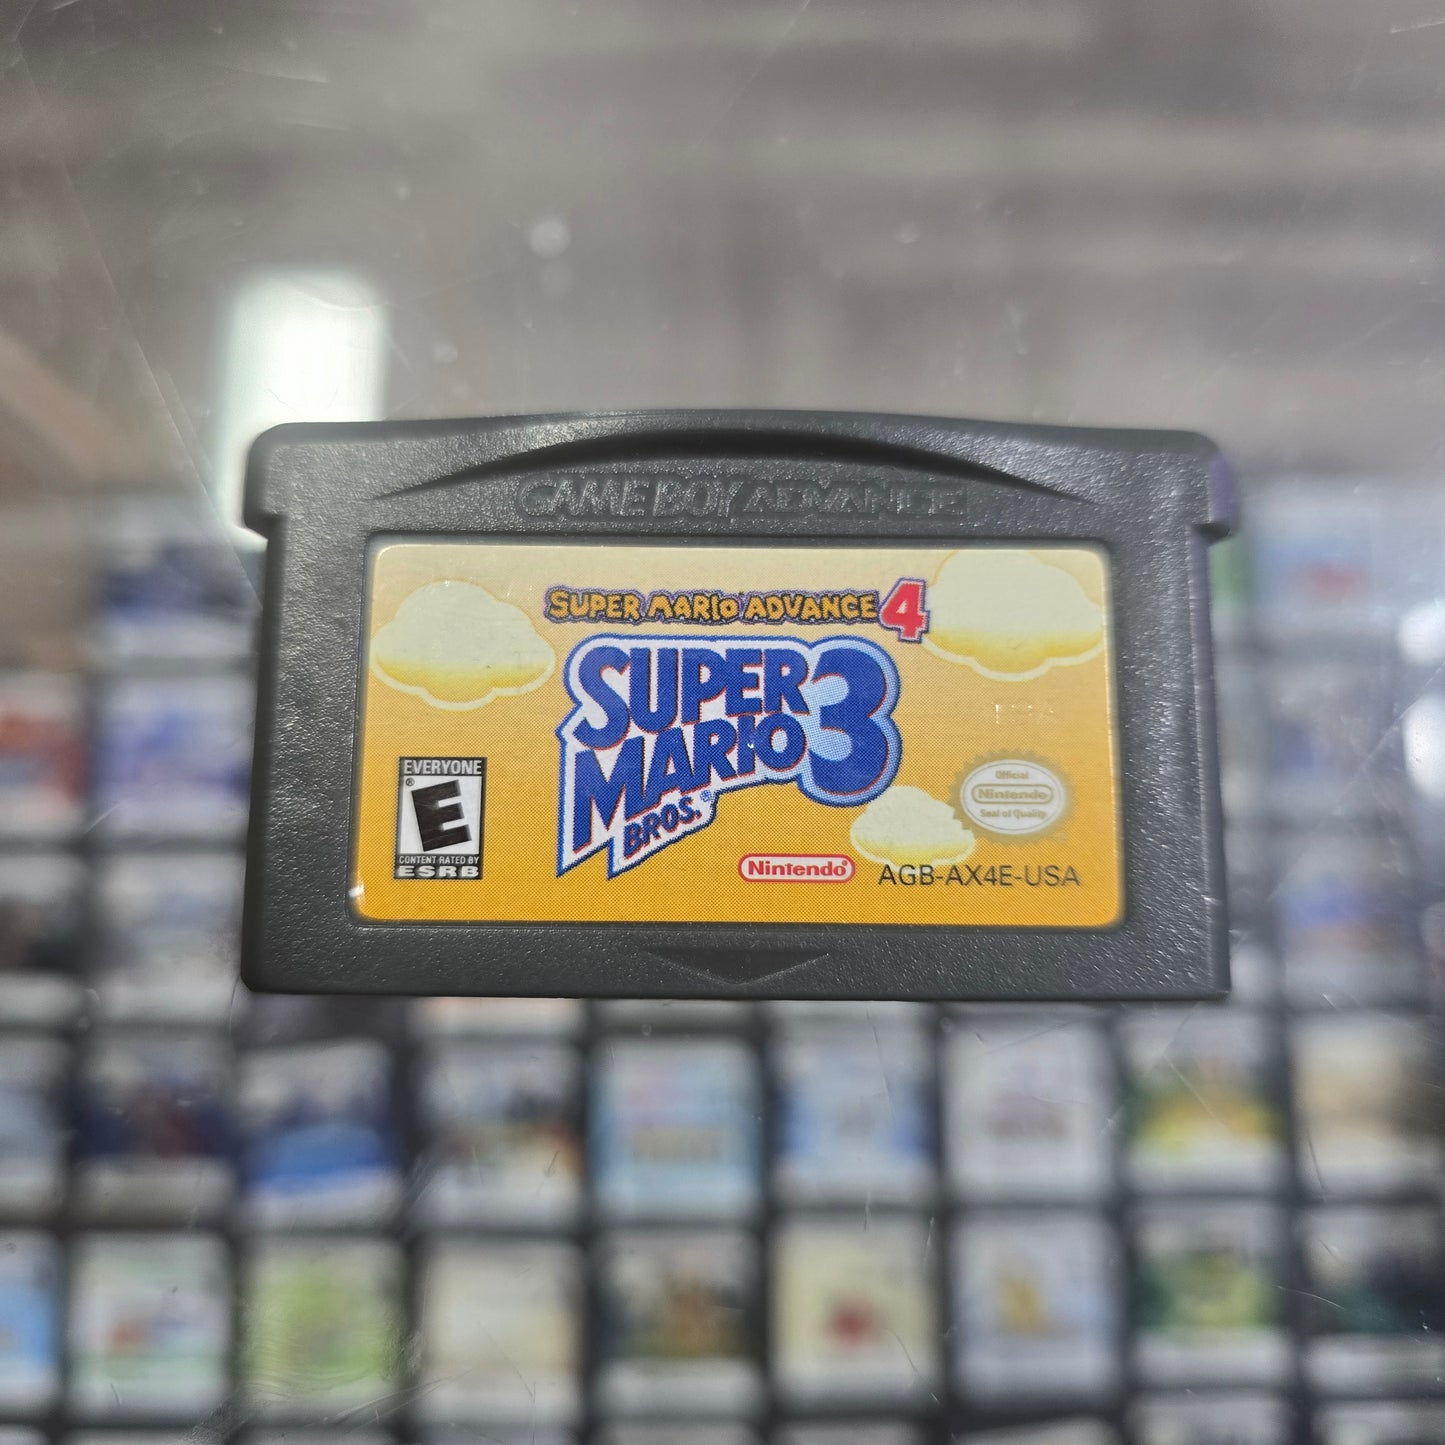 GAME BOY ADVANCE
SUPER MARIO ADVANCE 4
SUPER
MARIO 3
BROS.®
EVERYONE
E®
CONTENT RATED BY
ESRB
Official
Nintendo
Seal of Quality
Nintendo®
AGB-AX4E-USA